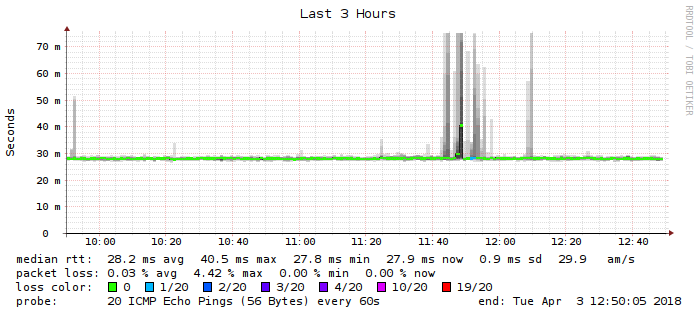 Last 3 Hours
RRDTOOL / TOBI OETIKER
Seconds
70 m
60 m
50 m
40 m
30 m
20 m
10 m
0
10:00 10:20 10:40 11:00 11:20 11:40 12:00 12:20 12:40
median rtt: 28.2 ms avg 40.5 ms max 27.8 ms min 27.9 ms now 0.9 ms sd 29.9 am/s
packet loss: 0.03 % avg 4.42 % max 0.00 % min 0.00 % now
loss color: 0 1/20 2/20 3/20 4/20 10/20 19/20
probe: 20 ICMP Echo Pings (56 Bytes) every 60s end: Tue Apr 3 12:50:05 2018